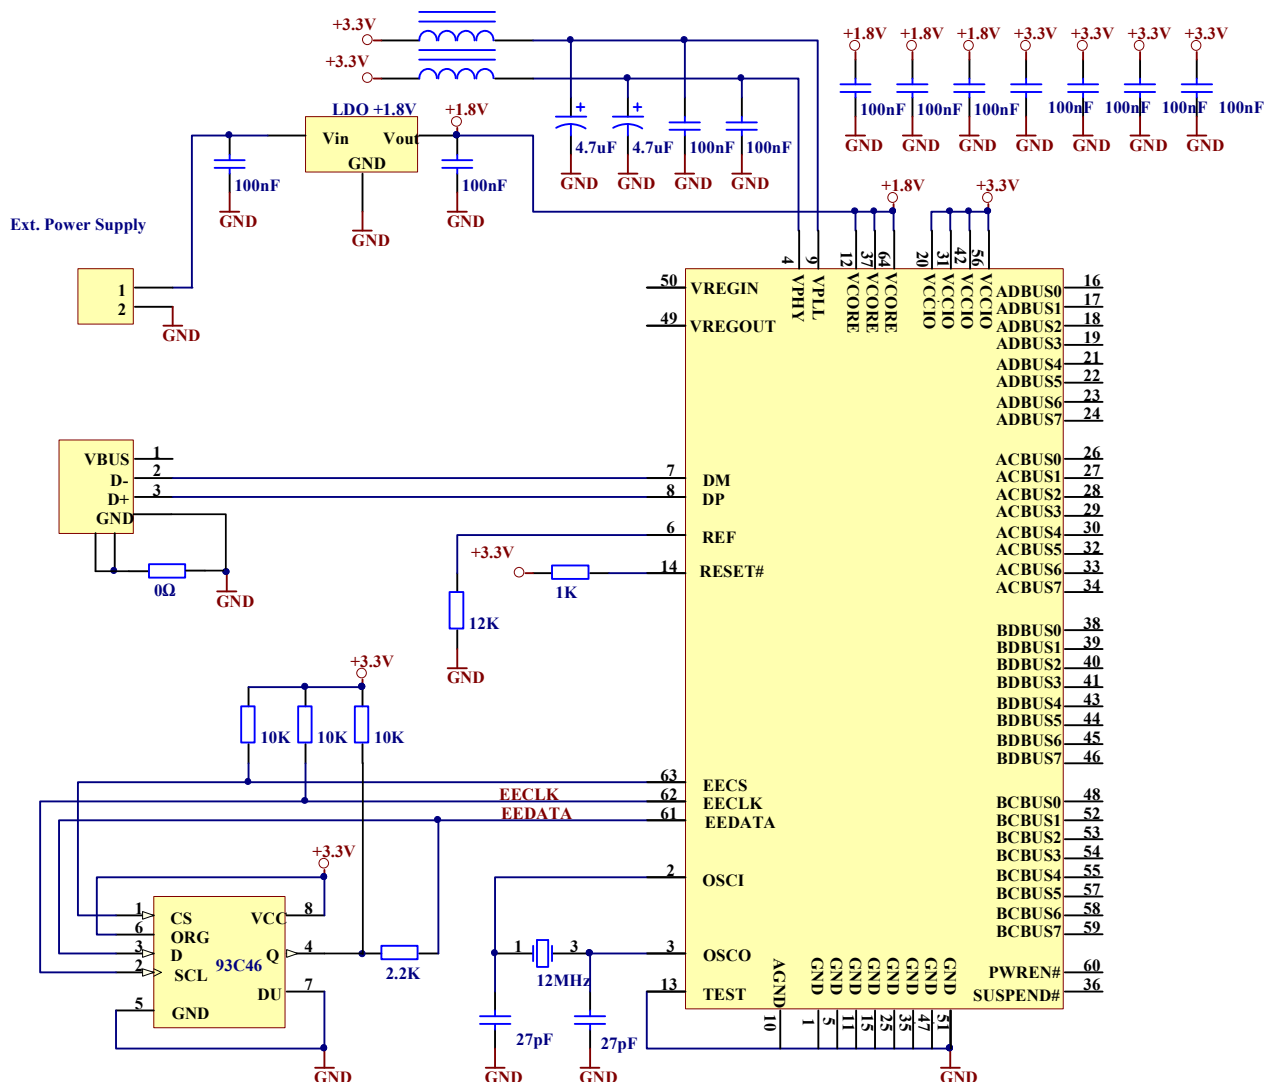 +3.3V
+3.3V
+1.8V +1.8V +1.8V +3.3V +3.3V +3.3V +3.3V
100nF 100nF 100nF 100nF 100nF 100nF 100nF
GND GND GND GND GND GND GND
LDO +1.8V
+1.8V
Vin Vout
GND
4.7uF 4.7uF 100nF 100nF
GND GND GND GND
100nF
100nF
GND
GND
GND
Ext. Power Supply
1
2
GND
+1.8V
+3.3V
4 9 12 37 64 20 31 42 56
VPHY VPLL VCORE VCORE VCORE VCCIO VCCIO VCCIO VCCIO
50 VREGIN
49 VREGOUT
ADBUS0 16
ADBUS1 17
ADBUS2 18
ADBUS3 19
ADBUS4 21
ADBUS5 22
ADBUS6 23
ADBUS7 24
VBUS 1
D- 2
D+ 3
GND
0Ω
GND
7 DM
8 DP
6 REF
+3.3V
14 RESET#
1K
12K
GND
ACBUS0 26
ACBUS1 27
ACBUS2 28
ACBUS3 29
ACBUS4 30
ACBUS5 32
ACBUS6 33
ACBUS7 34
BDBUS0 38
BDBUS1 39
BDBUS2 40
BDBUS3 41
BDBUS4 43
BDBUS5 44
BDBUS6 45
BDBUS7 46
+3.3V
10K 10K 10K
63 EECS
EECLK 62 EECLK
EEDATA 61 EEDATA
BCBUS0 48
BCBUS1 52
BCBUS2 53
BCBUS3 54
BCBUS4 55
BCBUS5 57
BCBUS6 58
BCBUS7 59
+3.3V
1 CS VCC 8
6 ORG
3 D Q 4
93C46
2 SCL
DU 7
5 GND
2.2K
GND
2 OSCI
1 3
12MHz
3 OSCO
13 TEST
27pF 27pF
GND GND
PWREN# 60
SUSPEND# 36
AGND GND GND GND GND GND GND GND GND
10 1 5 11 15 25 35 47 51
GND